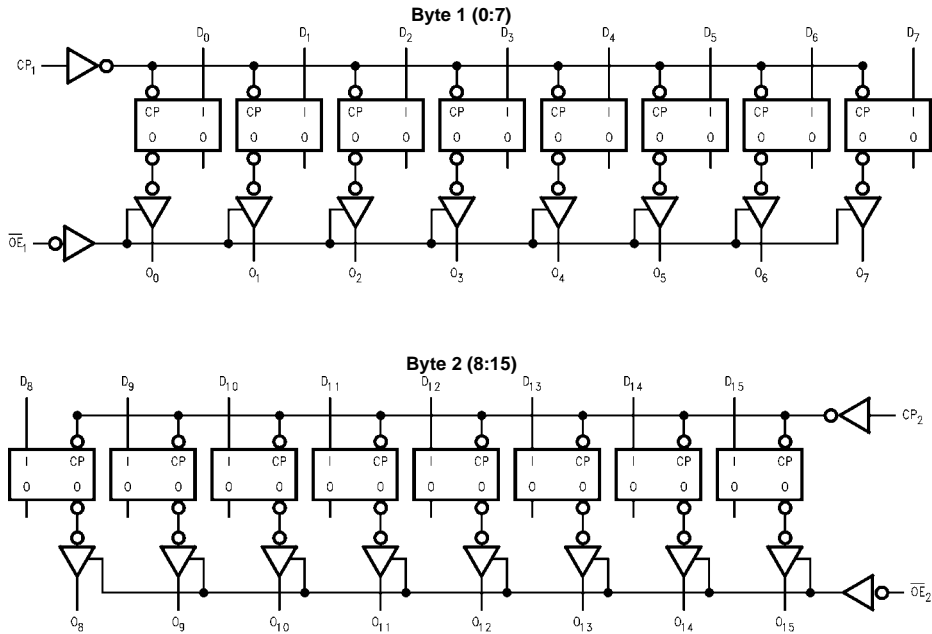 Byte 1 (0:7)
D₀ D₁ D₂ D₃ D₄ D₅ D₆ D₇
CP₁
CP I CP I CP I CP I CP I CP I CP I CP I
O O O O O O O O O O O O O O O O
O̅E̅₁
O₀ O₁ O₂ O₃ O₄ O₅ O₆ O₇
Byte 2 (8:15)
D₈ D₉ D₁₀ D₁₁ D₁₂ D₁₃ D₁₄ D₁₅
CP₂
I CP I CP I CP I CP I CP I CP I CP I CP
O O O O O O O O O O O O O O O O
O̅E̅₂
O₈ O₉ O₁₀ O₁₁ O₁₂ O₁₃ O₁₄ O₁₅